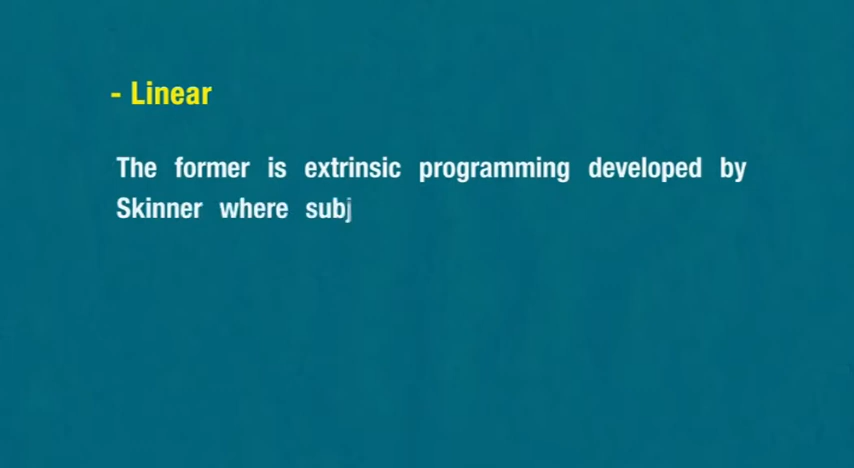 - Linear
The former is extrinsic programming developed by
Skinner where subj